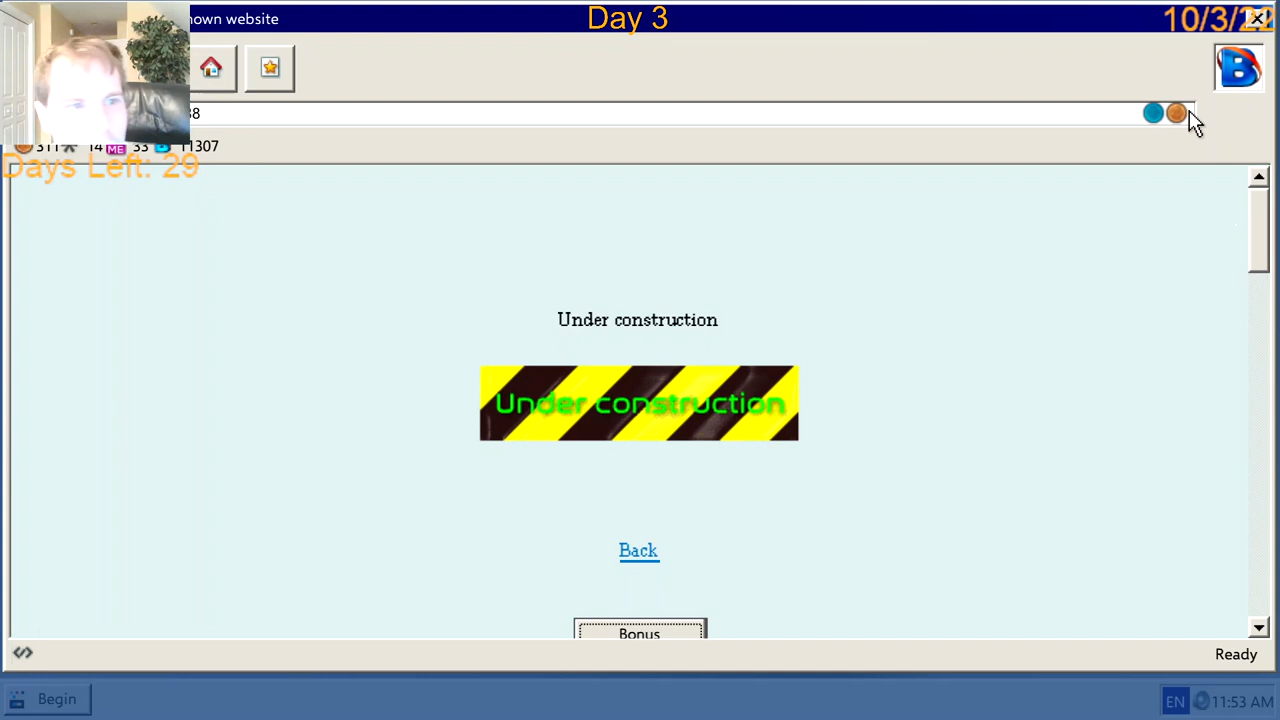 nown website
Day 3
10/3/22
38
311 14 ME 33 11307
Days Left: 29
Under construction
Under construction
Back
Bonus
Ready
Begin
EN 11:53 AM